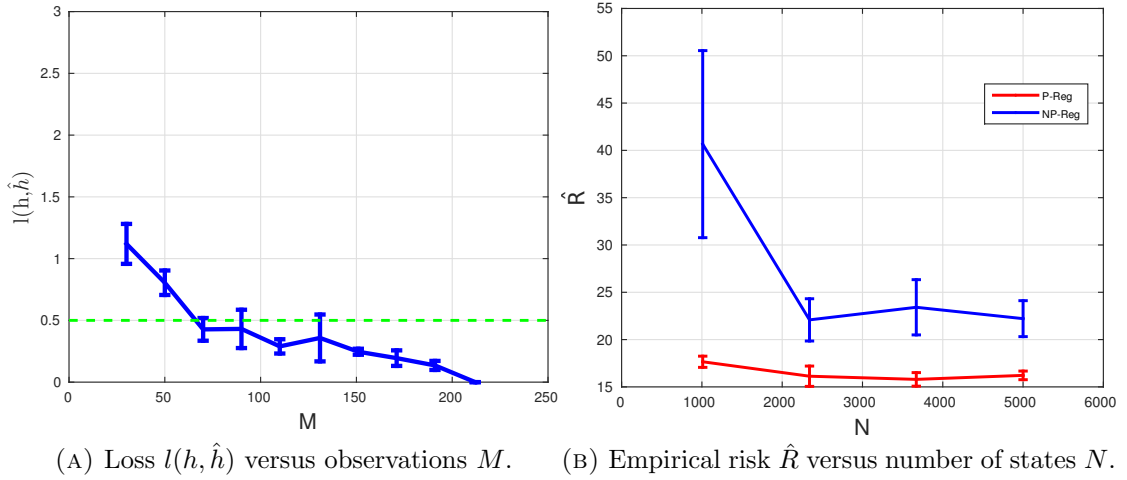 3
2.5
2
1.5
1
0.5
0
l(h,ĥ)
0 50 100 150 200 250
M
(A) Loss l(h, ĥ) versus observations M.
55
50
45
40
35
30
25
20
15
R̂
P-Reg
NP-Reg
0 1000 2000 3000 4000 5000 6000
N
(B) Empirical risk R̂ versus number of states N.